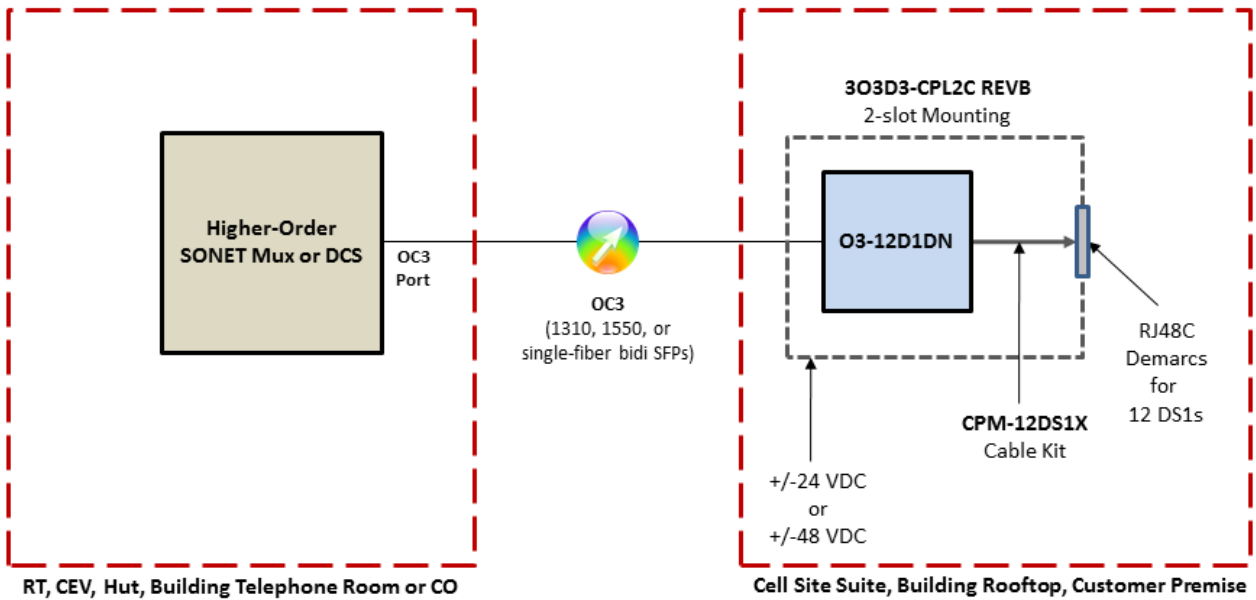 Higher-Order
SONET Mux or DCS
OC3
Port
OC3
(1310, 1550, or
single-fiber bidi SFPs)
3O3D3-CPL2C REVB
2-slot Mounting
O3-12D1DN
RJ48C
Demarcs
for
12 DS1s
CPM-12DS1X
Cable Kit
+/-24 VDC
or
+/-48 VDC
RT, CEV, Hut, Building Telephone Room or CO
Cell Site Suite, Building Rooftop, Customer Premise